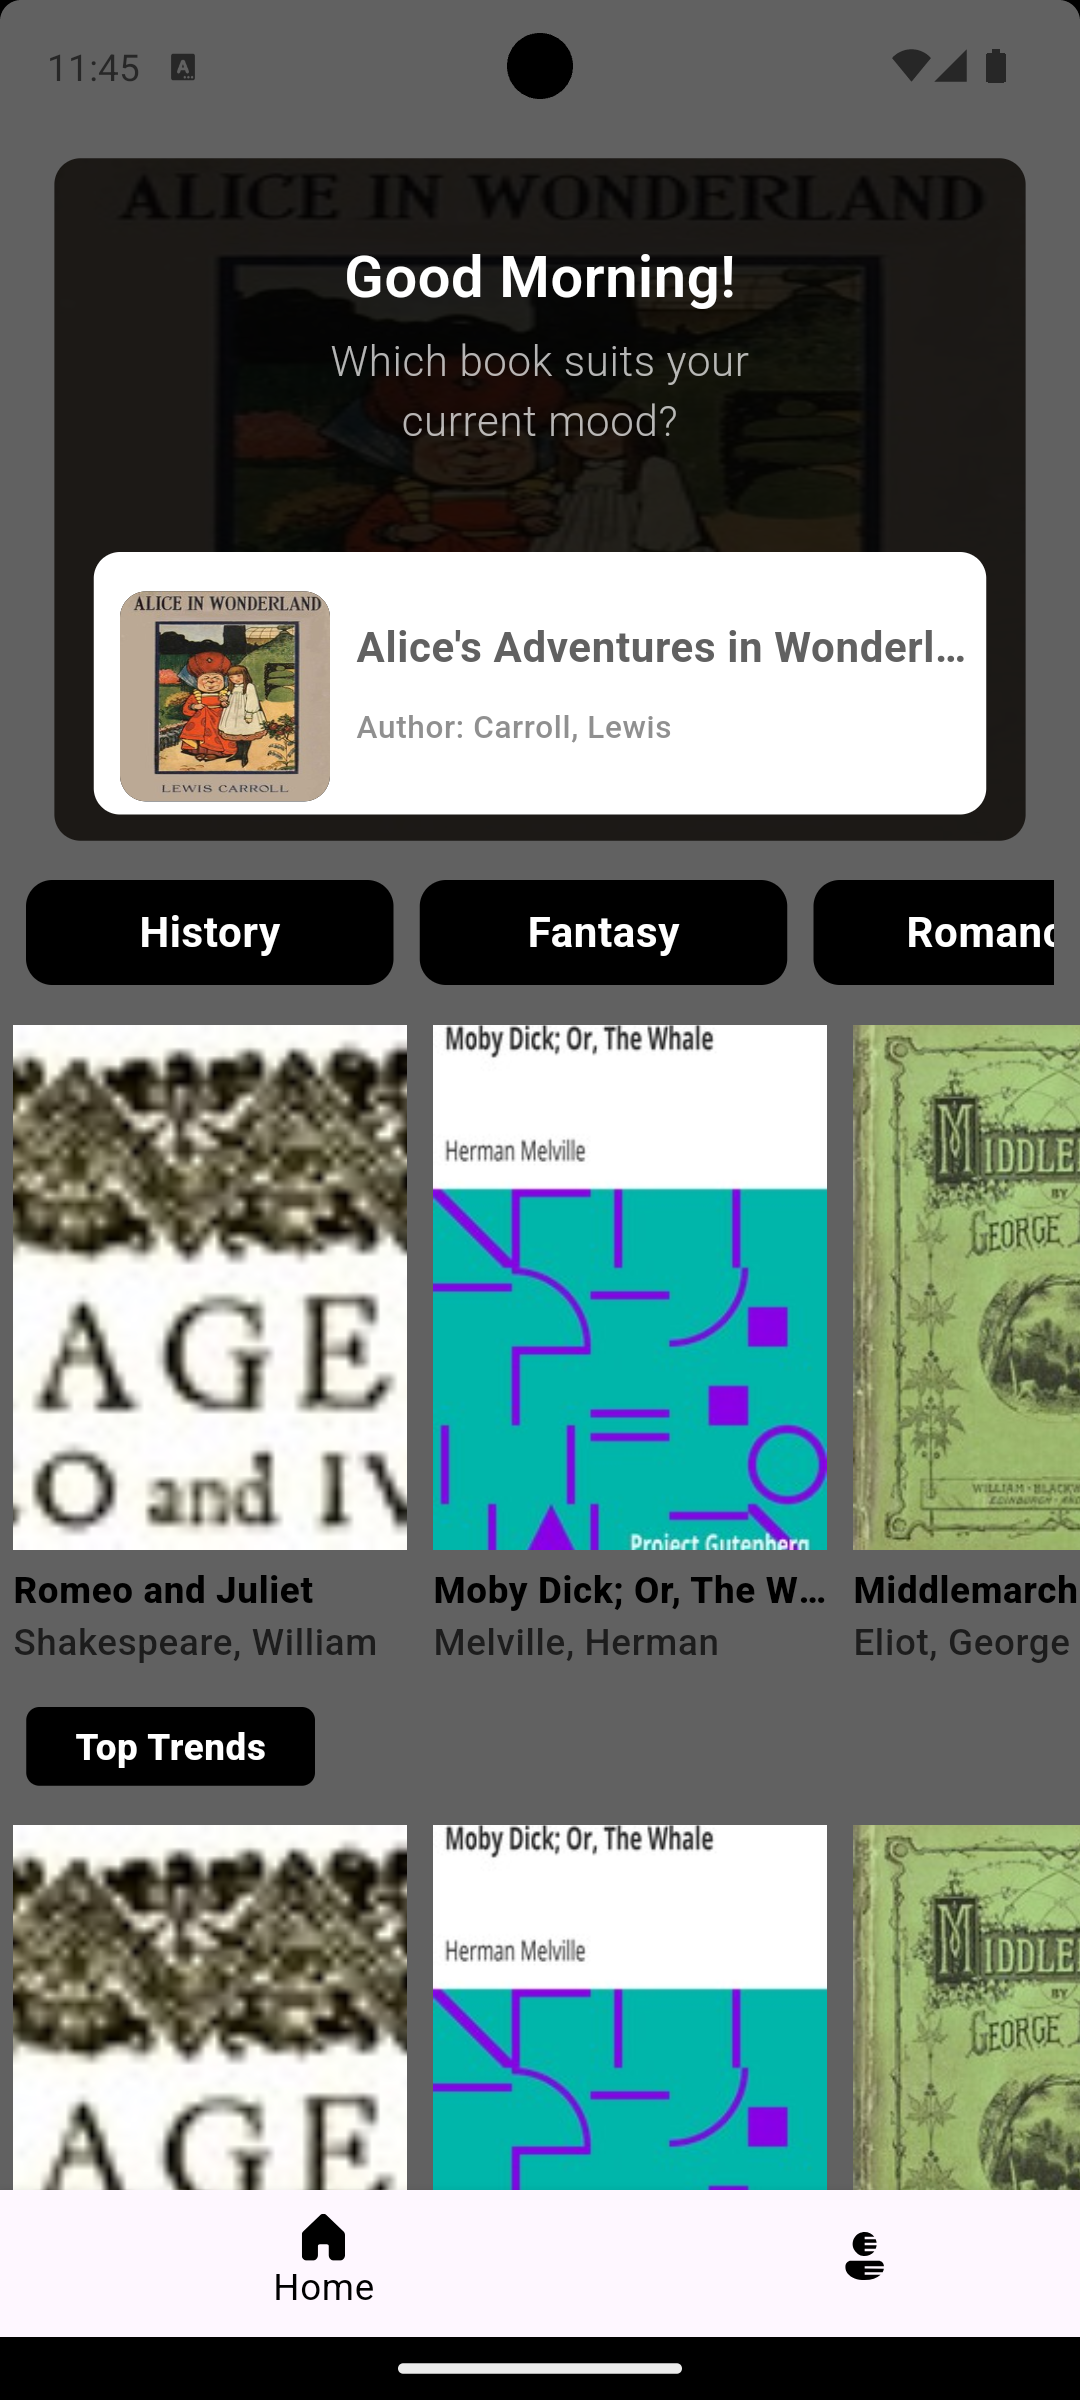 11:45
ALICE IN WONDERLAND
Good Morning!
Which book suits your
current mood?
ALICE IN WONDERLAND
LEWIS CARROLL
Alice's Adventures in Wonderl...
Author: Carroll, Lewis
History
Fantasy
Romanc
AGE
O and IV
Moby Dick; Or, The Whale
Herman Melville
Project Gutenberg
MIDDLE
BY
GEORGE
WILLIAM BLACKW
EDINBURGH AND
Romeo and Juliet
Shakespeare, William
Moby Dick; Or, The W...
Melville, Herman
Middlemarch
Eliot, George
Top Trends
AGE
Moby Dick; Or, The Whale
Herman Melville
MIDDLE
BY
GEORGE
Home